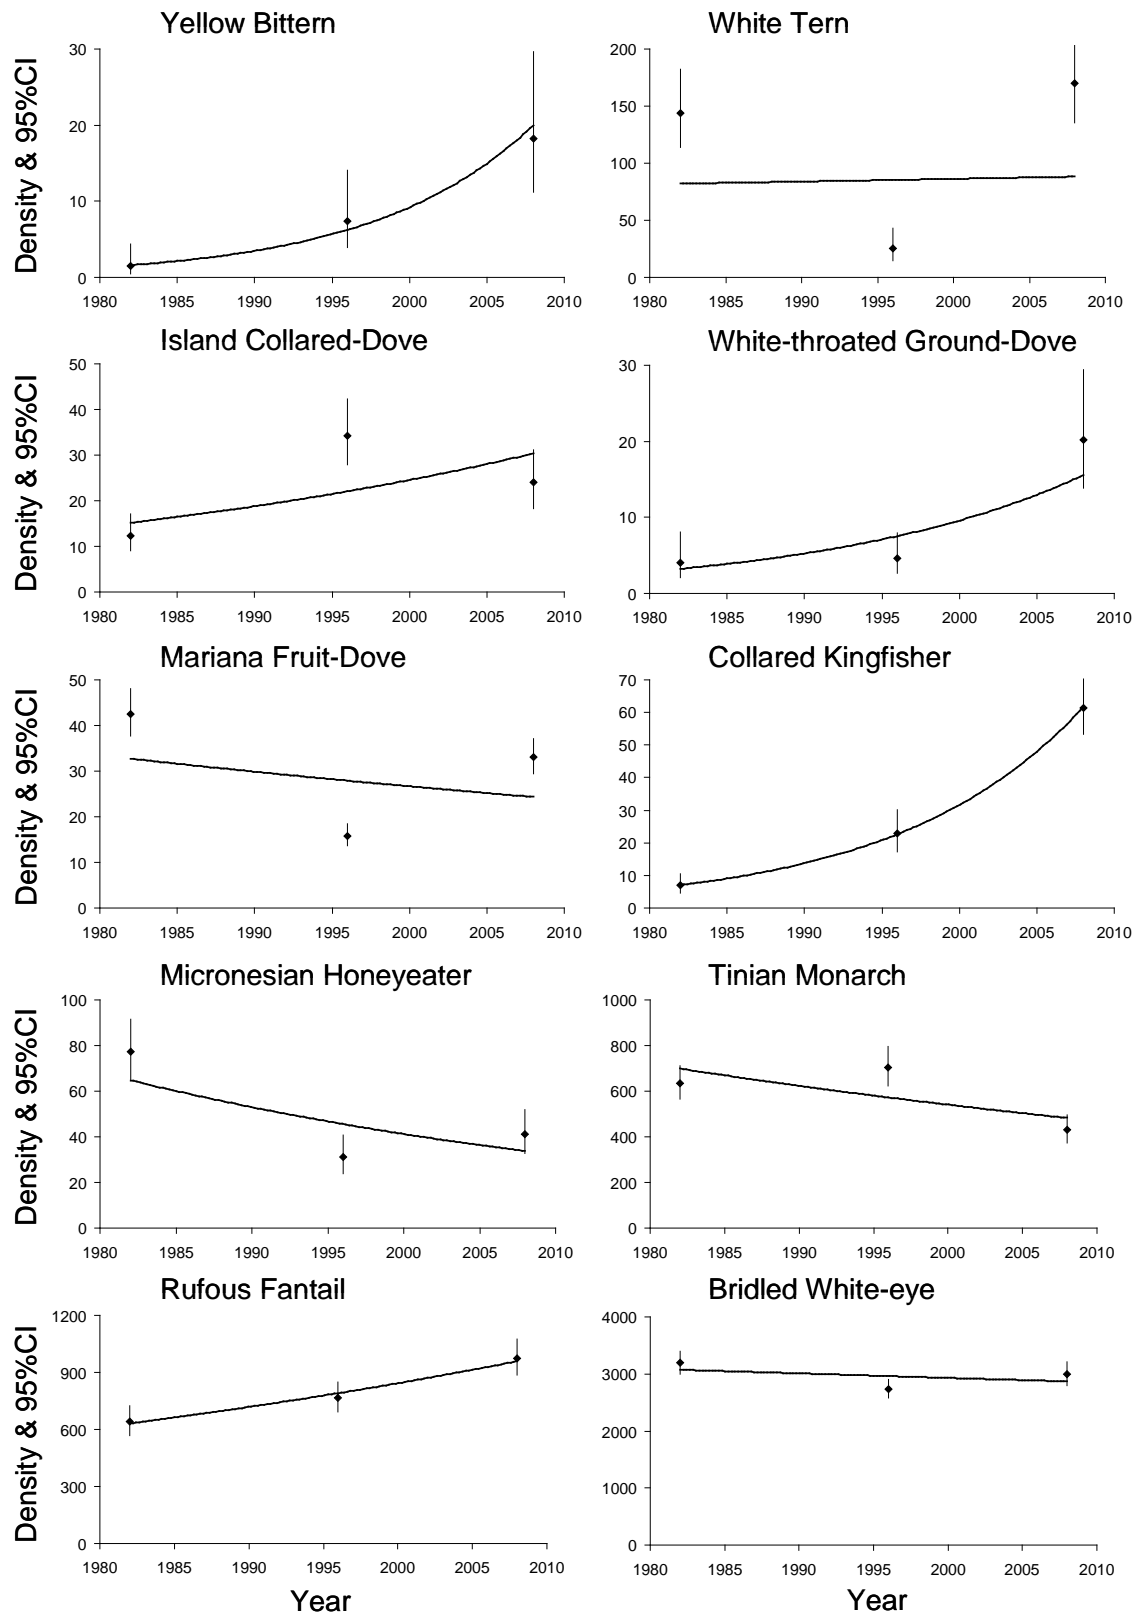 Yellow Bittern
Density & 95%CI
30
20
10
0
1980 1985 1990 1995 2000 2005 2010
White Tern
200
150
100
50
0
1980 1985 1990 1995 2000 2005 2010
Island Collared-Dove
Density & 95%CI
50
40
30
20
10
0
1980 1985 1990 1995 2000 2005 2010
White-throated Ground-Dove
30
20
10
0
1980 1985 1990 1995 2000 2005 2010
Mariana Fruit-Dove
Density & 95%CI
50
40
30
20
10
0
1980 1985 1990 1995 2000 2005 2010
Collared Kingfisher
70
60
50
40
30
20
10
0
1980 1985 1990 1995 2000 2005 2010
Micronesian Honeyeater
Density & 95%CI
100
80
60
40
20
0
1980 1985 1990 1995 2000 2005 2010
Tinian Monarch
1000
800
600
400
200
0
1980 1985 1990 1995 2000 2005 2010
Rufous Fantail
Density & 95%CI
1200
900
600
300
0
1980 1985 1990 1995 2000 2005 2010
Year
Bridled White-eye
4000
3000
2000
1000
0
1980 1985 1990 1995 2000 2005 2010
Year